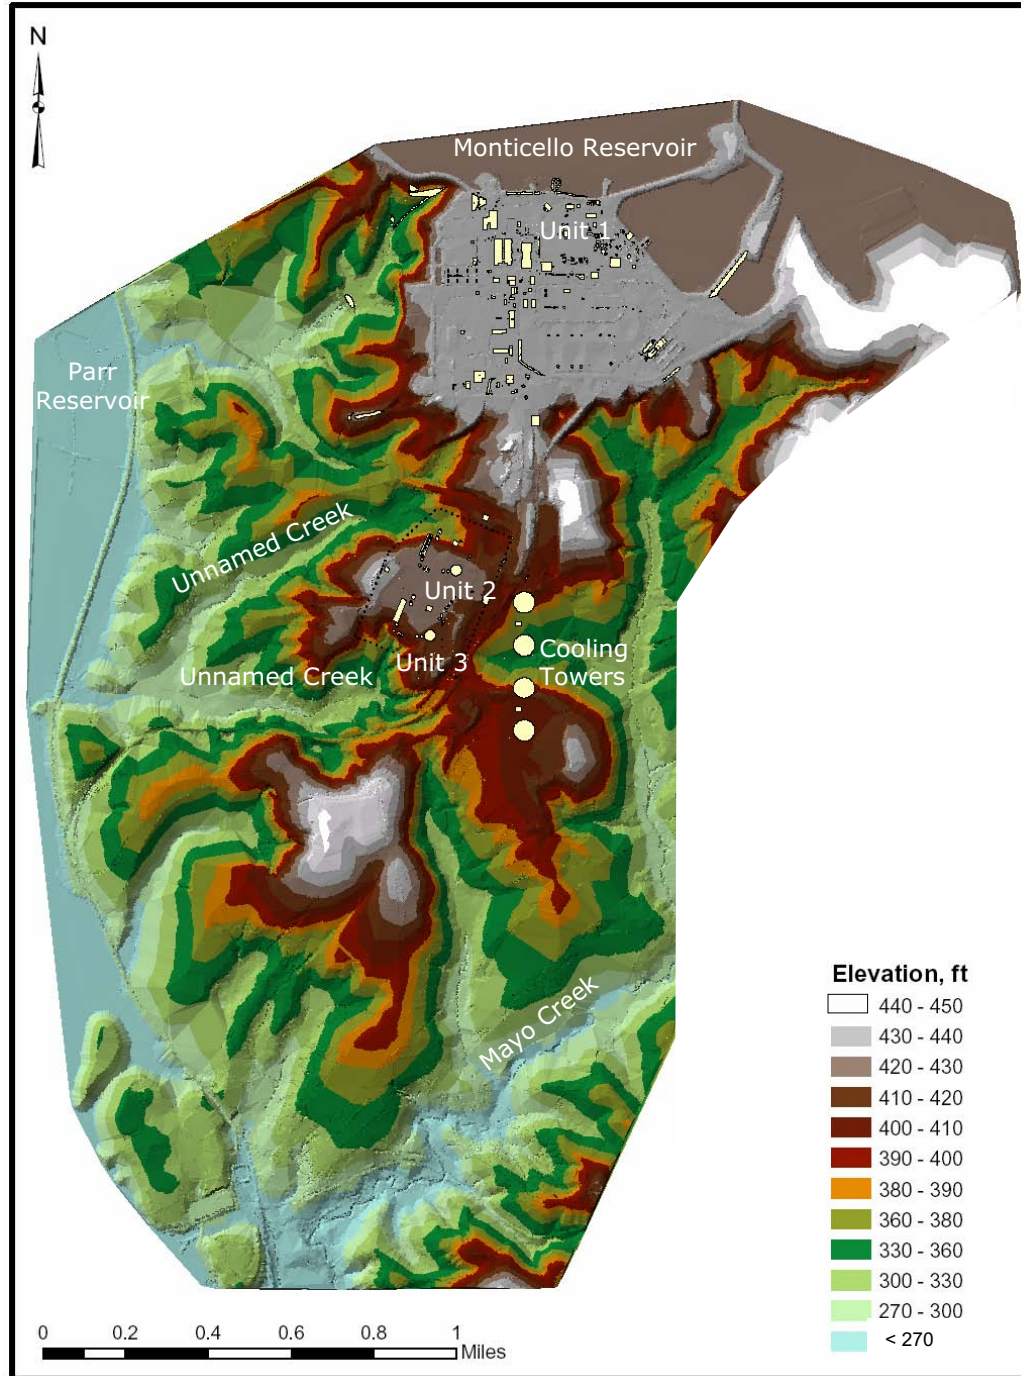 N
Monticello Reservoir
Unit 1
Parr
Reservoir
Unnamed Creek
Unit 2
Unnamed Creek
Unit 3
Cooling
Towers
Mayo Creek
Elevation, ft
440 - 450
430 - 440
420 - 430
410 - 420
400 - 410
390 - 400
380 - 390
360 - 380
330 - 360
300 - 330
270 - 300
< 270
0 0.2 0.4 0.6 0.8 1
Miles